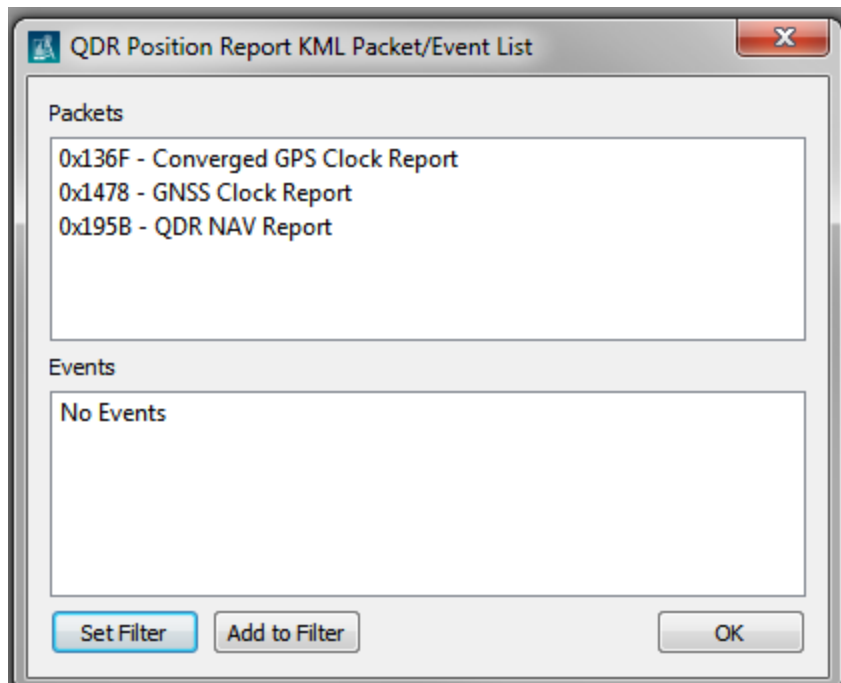 QDR Position Report KML Packet/Event List
Packets
0x136F - Converged GPS Clock Report
0x1478 - GNSS Clock Report
0x195B - QDR NAV Report
Events
No Events
Set Filter
Add to Filter
OK